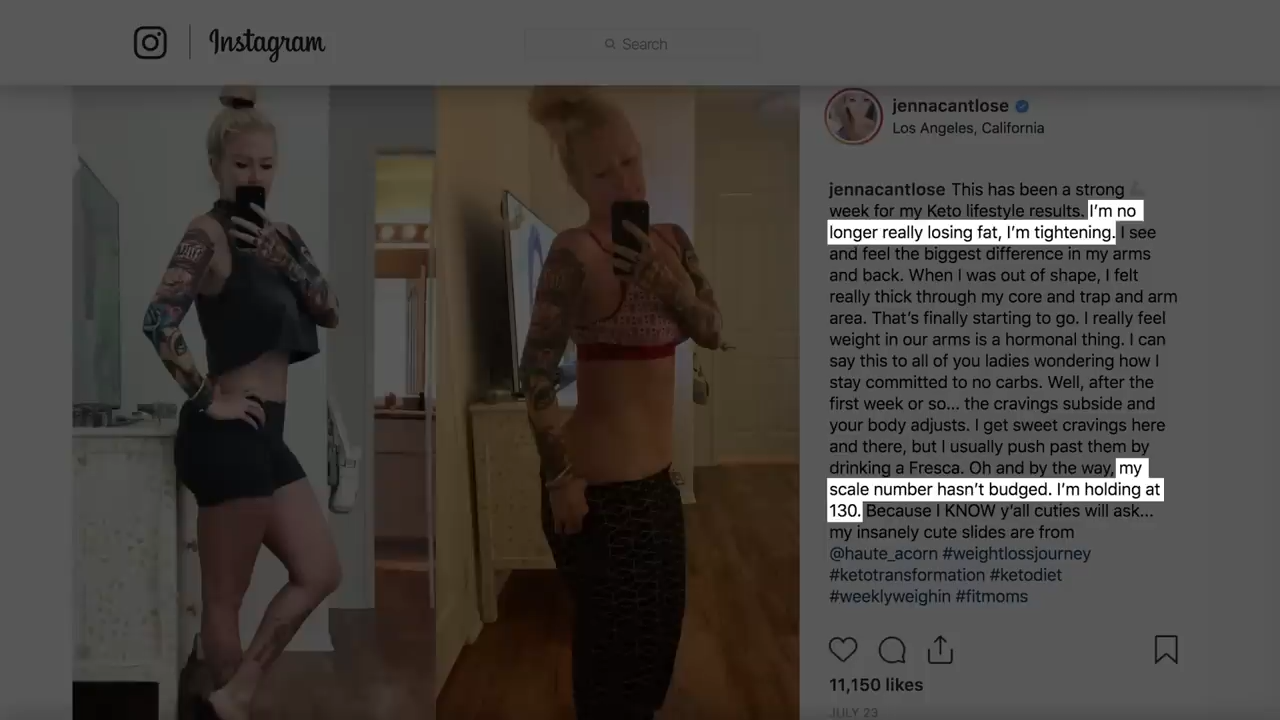 Instagram
Search
jennacantlose
Los Angeles, California
jennacantlose This has been a strong
week for my Keto lifestyle results. I'm no
longer really losing fat, I'm tightening. I see
and feel the biggest difference in my arms
and back. When I was out of shape, I felt
really thick through my core and trap and arm
area. That's finally starting to go. I really feel
weight in our arms is a hormonal thing. I can
say this to all of you ladies wondering how I
stay committed to no carbs. Well, after the
first week or so... the cravings subside and
your body adjusts. I get sweet cravings here
and there, but I usually push past them by
drinking a Fresca. Oh and by the way, my
scale number hasn't budged. I'm holding at
130. Because I KNOW y'all cuties will ask...
my insanely cute slides are from
@haute_acorn #weightlossjourney
#ketotransformation #ketodiet
#weeklyweighin #fitmoms
11,150 likes
JULY 23